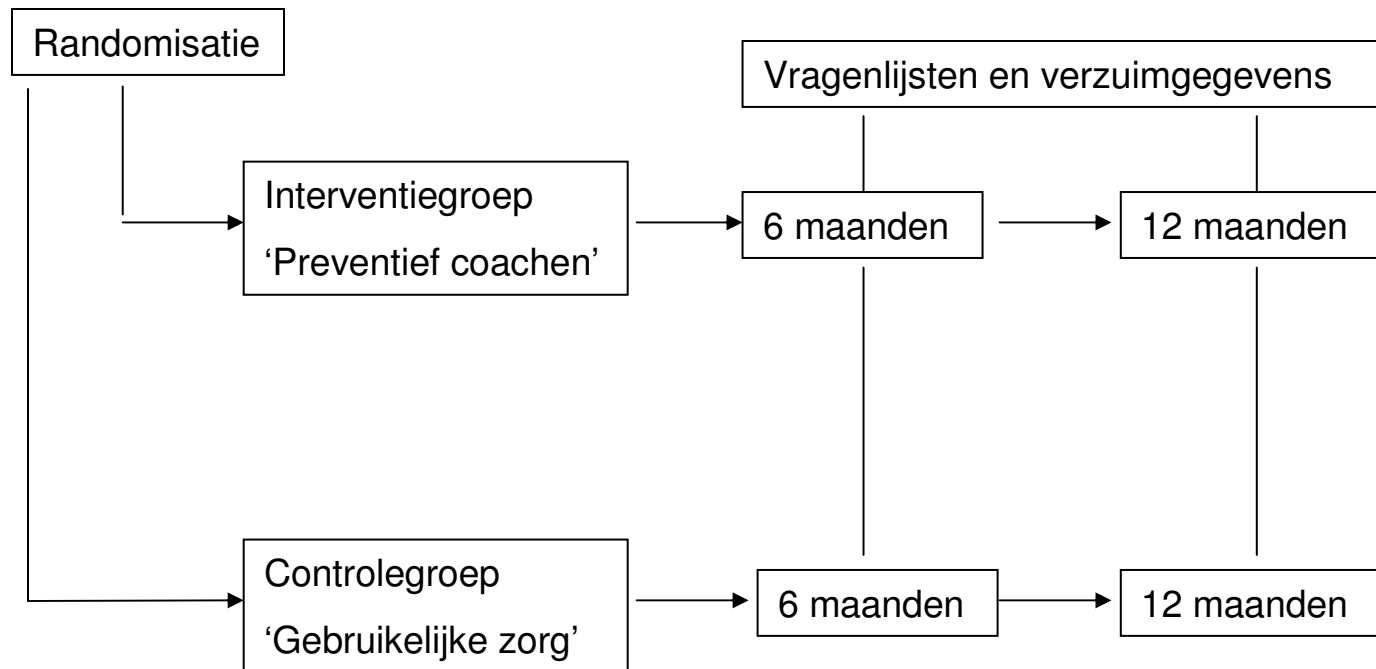 Randomisatie
Vragenlijsten en verzuimgegevens
Interventiegroep
‘Preventief coachen’
6 maanden
12 maanden
Controlegroep
‘Gebruikelijke zorg’
6 maanden
12 maanden